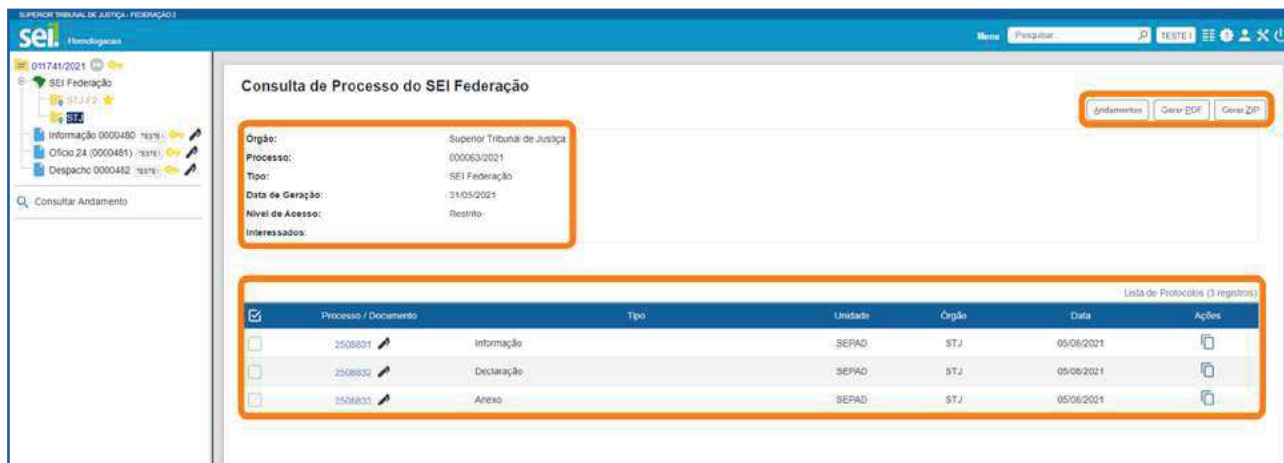 SUPERIOR TRIBUNAL DE JUSTIÇA - FEDERAÇÃO 2
sei. Homologacao
Menu Pesquisar... TESTE I
011741/2021
SEI Federação
STJ-F2
STJ
Informação 0000480 TESTE I
Ofício 24 (0000481) TESTE I
Despacho 0000482 TESTE I
Consultar Andamento
Consulta de Processo do SEI Federação
Andamentos Gerar PDF Gerar ZIP
Órgão: Superior Tribunal de Justiça
Processo: 000063/2021
Tipo: SEI Federação
Data de Geração: 31/05/2021
Nível de Acesso: Restrito
Interessados:
Lista de Protocolos (3 registros):
Processo / Documento Tipo Unidade Órgão Data Ações
2508831 Informação SEPAD STJ 05/08/2021
2508832 Declaração SEPAD STJ 05/08/2021
2508833 Anexo SEPAD STJ 05/08/2021